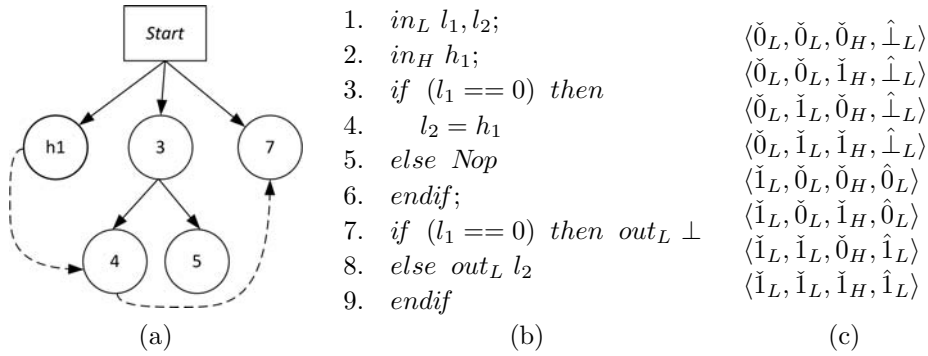 Start
h1
3
7
4
5
(a)
1. in_L l_1, l_2;
2. in_H h_1;
3. if (l_1 == 0) then
4. l_2 = h_1
5. else Nop
6. endif;
7. if (l_1 == 0) then out_L ⊥
8. else out_L l_2
9. endif
(b)
⟨0̌_L, 0̌_L, 0̌_H, ⊥̂_L⟩
⟨0̌_L, 0̌_L, 1̌_H, ⊥̂_L⟩
⟨0̌_L, 1̌_L, 0̌_H, ⊥̂_L⟩
⟨0̌_L, 1̌_L, 1̌_H, ⊥̂_L⟩
⟨1̌_L, 0̌_L, 0̌_H, 0̂_L⟩
⟨1̌_L, 0̌_L, 1̌_H, 0̂_L⟩
⟨1̌_L, 1̌_L, 0̌_H, 1̂_L⟩
⟨1̌_L, 1̌_L, 1̌_H, 1̂_L⟩
(c)